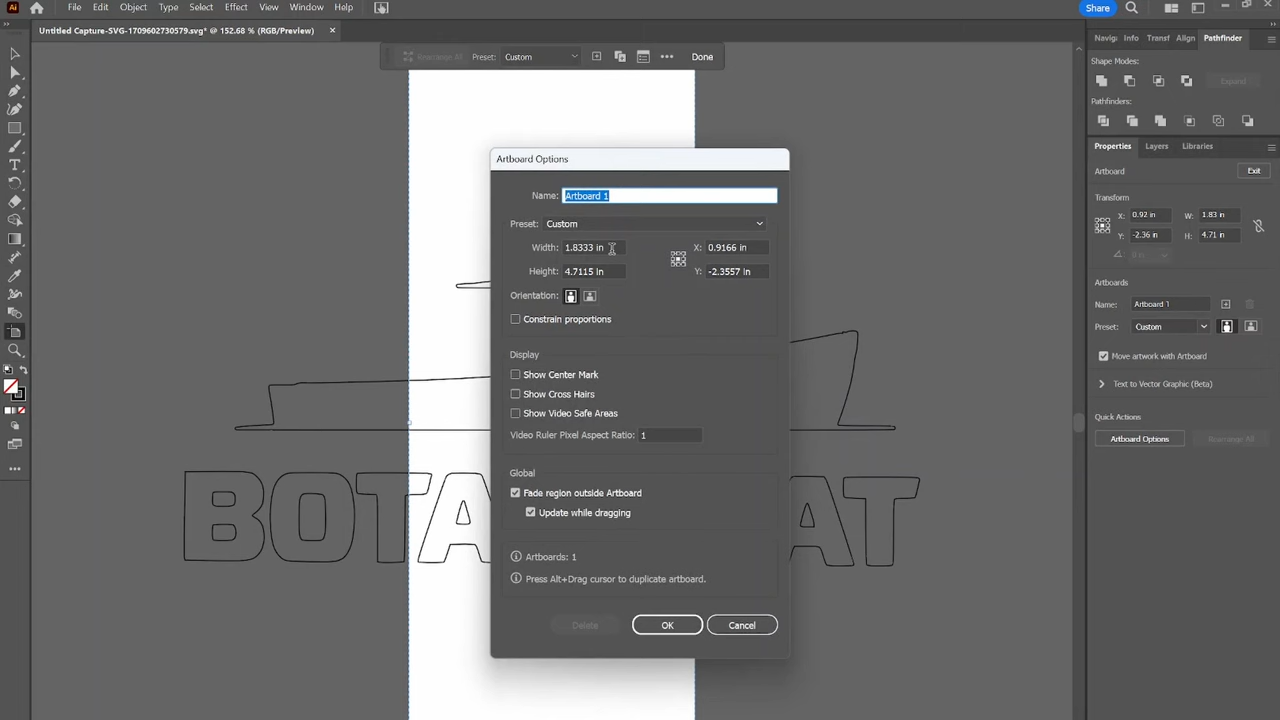 Ai File Edit Object Type Select Effect View Window Help Share
Untitled Capture-SVG-1709602730579.svg* @ 152.68 % (RGB/Preview)
Rearrange All Preset: Custom Done
Navig Info Transf Align Pathfinder
Shape Modes:
Expand
Pathfinders:
Properties Layers Libraries
Artboard Exit
Transform
X: 0.92 in W: 1.83 in
Y: -2.36 in H: 4.71 in
0 in
Artboards
Name: Artboard 1
Preset: Custom
Move artwork with Artboard
Text to Vector Graphic (Beta)
Quick Actions
Artboard Options Rearrange All
Artboard Options
Name: Artboard 1
Preset: Custom
Width: 1.8333 in X: 0.9166 in
Height: 4.7115 in Y: -2.3557 in
Orientation:
Constrain proportions
Display
Show Center Mark
Show Cross Hairs
Show Video Safe Areas
Video Ruler Pixel Aspect Ratio: 1
Global
Fade region outside Artboard
Update while dragging
Artboards: 1
Press Alt+Drag cursor to duplicate artboard.
Delete OK Cancel
BOTA AT